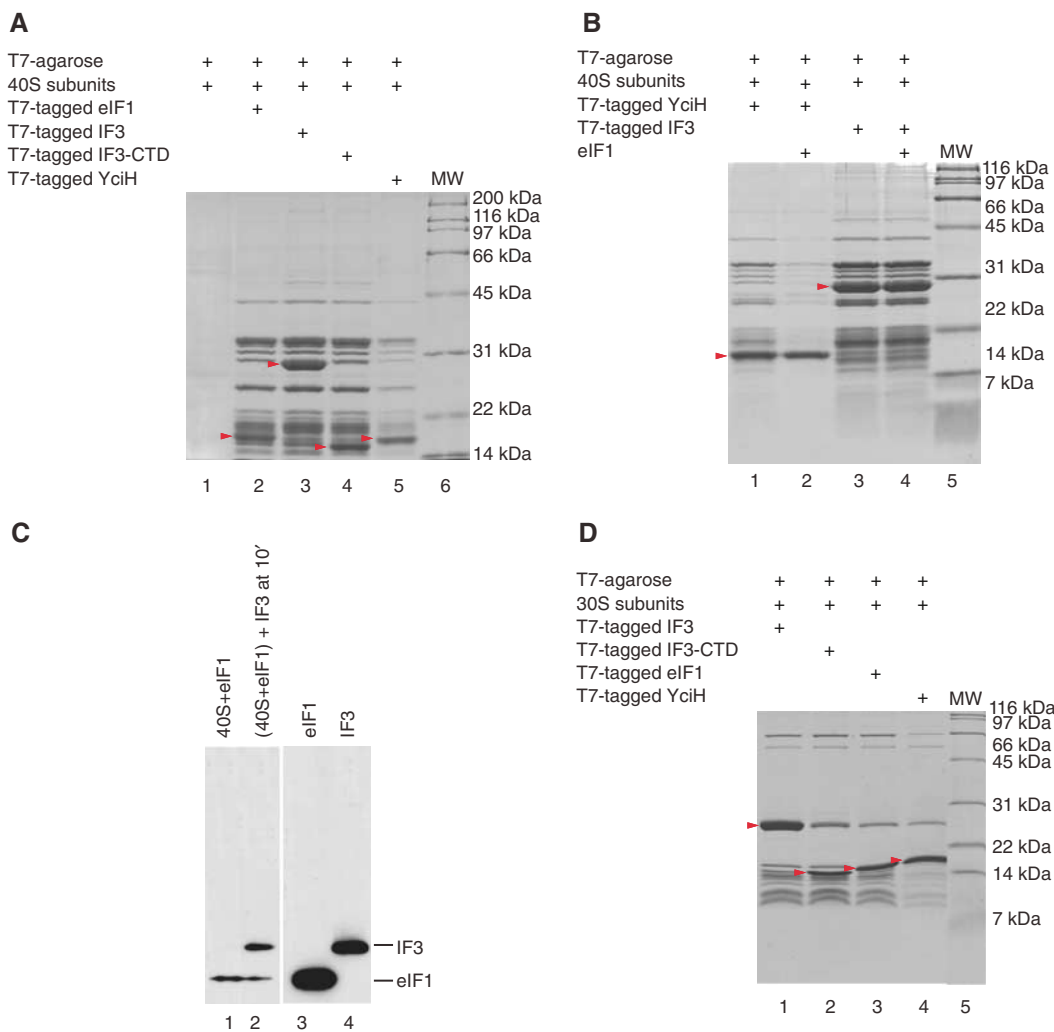 A
T7-agarose + + + + +
40S subunits + + + + +
T7-tagged eIF1 +
T7-tagged IF3 +
T7-tagged IF3-CTD +
T7-tagged YciH + MW
200 kDa
116 kDa
97 kDa
66 kDa
45 kDa
31 kDa
22 kDa
14 kDa
1 2 3 4 5 6
B
T7-agarose + + + +
40S subunits + + + +
T7-tagged YciH + +
T7-tagged IF3 + +
eIF1 + + MW
116 kDa
97 kDa
66 kDa
45 kDa
31 kDa
22 kDa
14 kDa
7 kDa
1 2 3 4 5
C
40S+eIF1
(40S+eIF1) + IF3 at 10′
eIF1
IF3
IF3
eIF1
1 2 3 4
D
T7-agarose + + + +
30S subunits + + + +
T7-tagged IF3 +
T7-tagged IF3-CTD +
T7-tagged eIF1 +
T7-tagged YciH + MW
116 kDa
97 kDa
66 kDa
45 kDa
31 kDa
22 kDa
14 kDa
7 kDa
1 2 3 4 5